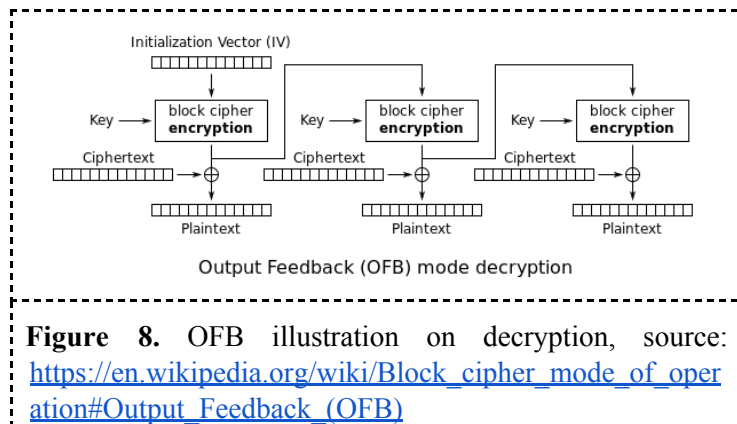 Initialization Vector (IV)
block cipher
encryption
block cipher
encryption
block cipher
encryption
Key
Key
Key
Ciphertext
Ciphertext
Ciphertext
Plaintext
Plaintext
Plaintext
Output Feedback (OFB) mode decryption
Figure 8. OFB illustration on decryption, source:
https://en.wikipedia.org/wiki/Block_cipher_mode_of_oper
ation#Output_Feedback_(OFB)